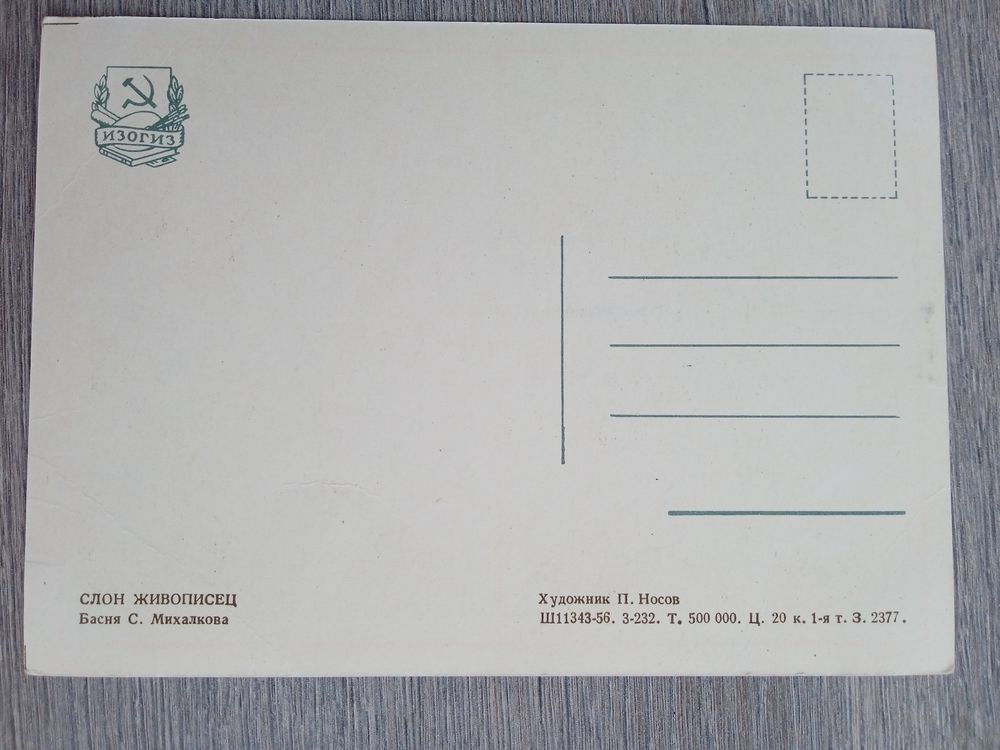 ИЗОГИЗ
СЛОН ЖИВОПИСЕЦ
Басня С. Михалкова
Художник П. Носов
Ш11343-56. 3-232. Т. 500 000. Ц. 20 к. 1-я т. З. 2377.